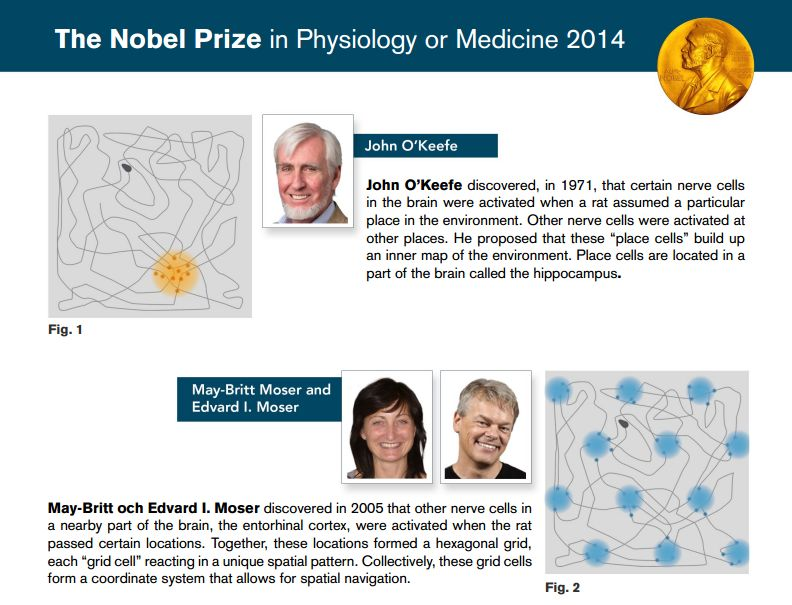 The Nobel Prize in Physiology or Medicine 2014
John O'Keefe
John O'Keefe discovered, in 1971, that certain nerve cells
in the brain were activated when a rat assumed a particular
place in the environment. Other nerve cells were activated at
other places. He proposed that these “place cells” build up
an inner map of the environment. Place cells are located in a
part of the brain called the hippocampus.
Fig. 1
May-Britt Moser and
Edvard I. Moser
May-Britt och Edvard I. Moser discovered in 2005 that other nerve cells in
a nearby part of the brain, the entorhinal cortex, were activated when the rat
passed certain locations. Together, these locations formed a hexagonal grid,
each “grid cell” reacting in a unique spatial pattern. Collectively, these grid cells
form a coordinate system that allows for spatial navigation.
Fig. 2